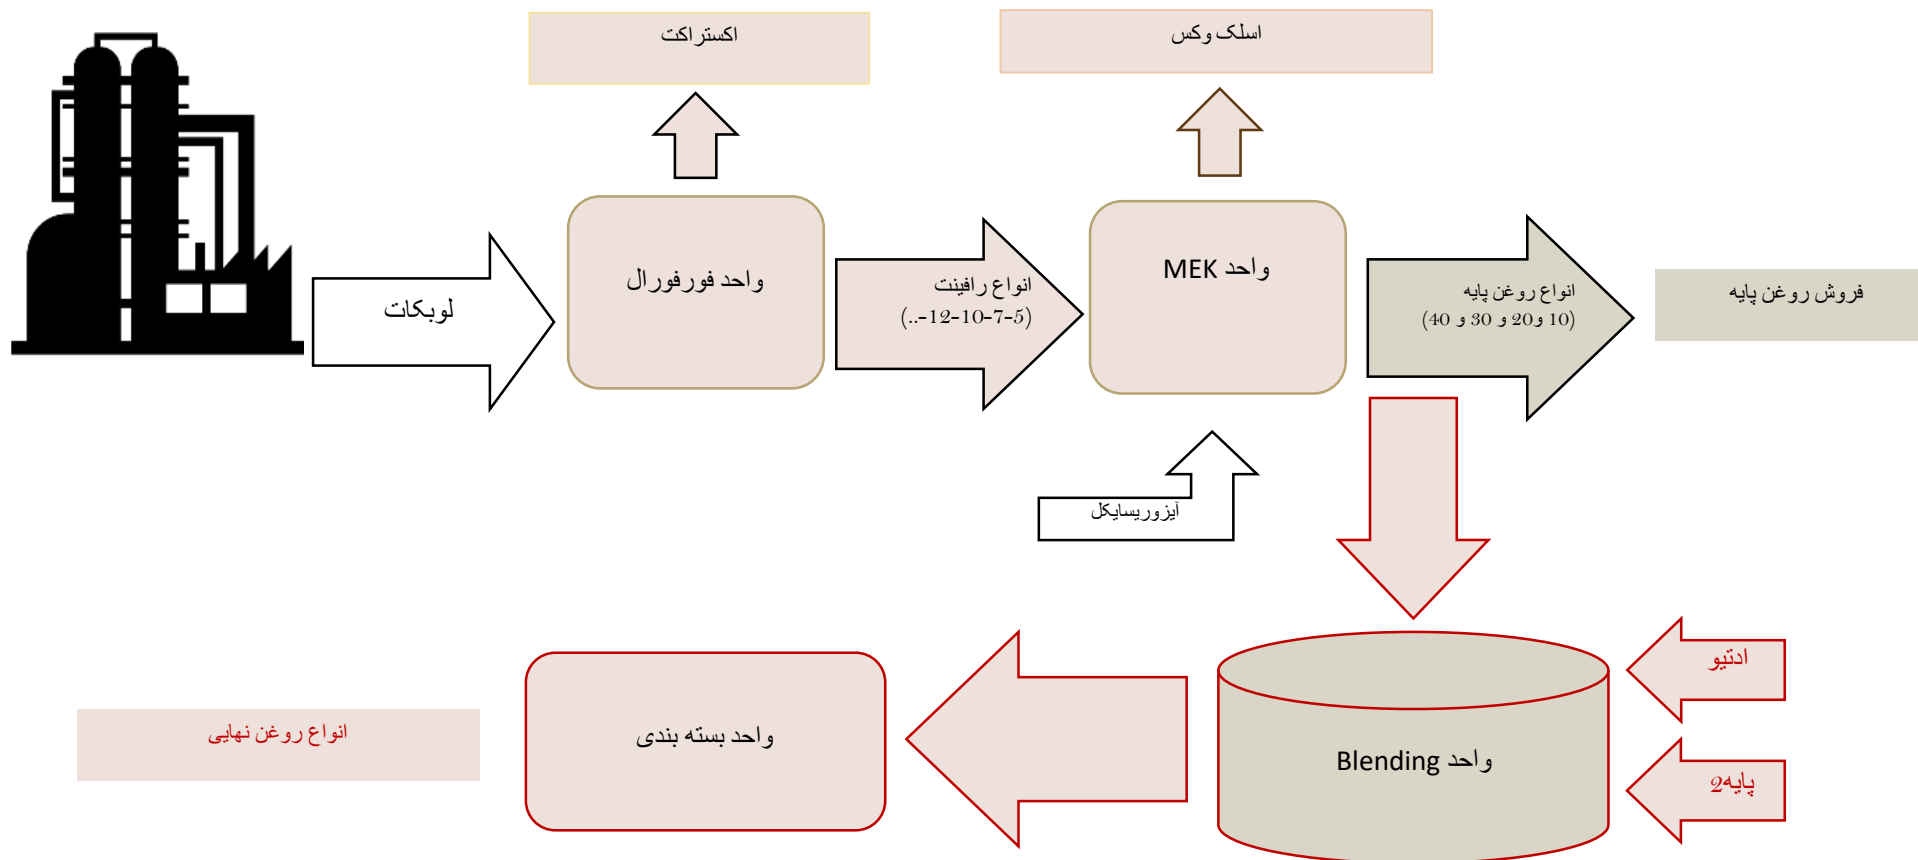 اکستراکت
اسلک وکس
لوبکات
واحد فورفورال
انواع رافینت
(5-7-10-12-..)
واحد MEK
انواع روغن پایه
(10 و20 و 30 و 40)
فروش روغن پایه
آیزوریسایکل
ادتیو
پایه2
واحد Blending
واحد بسته بندی
انواع روغن نهایی